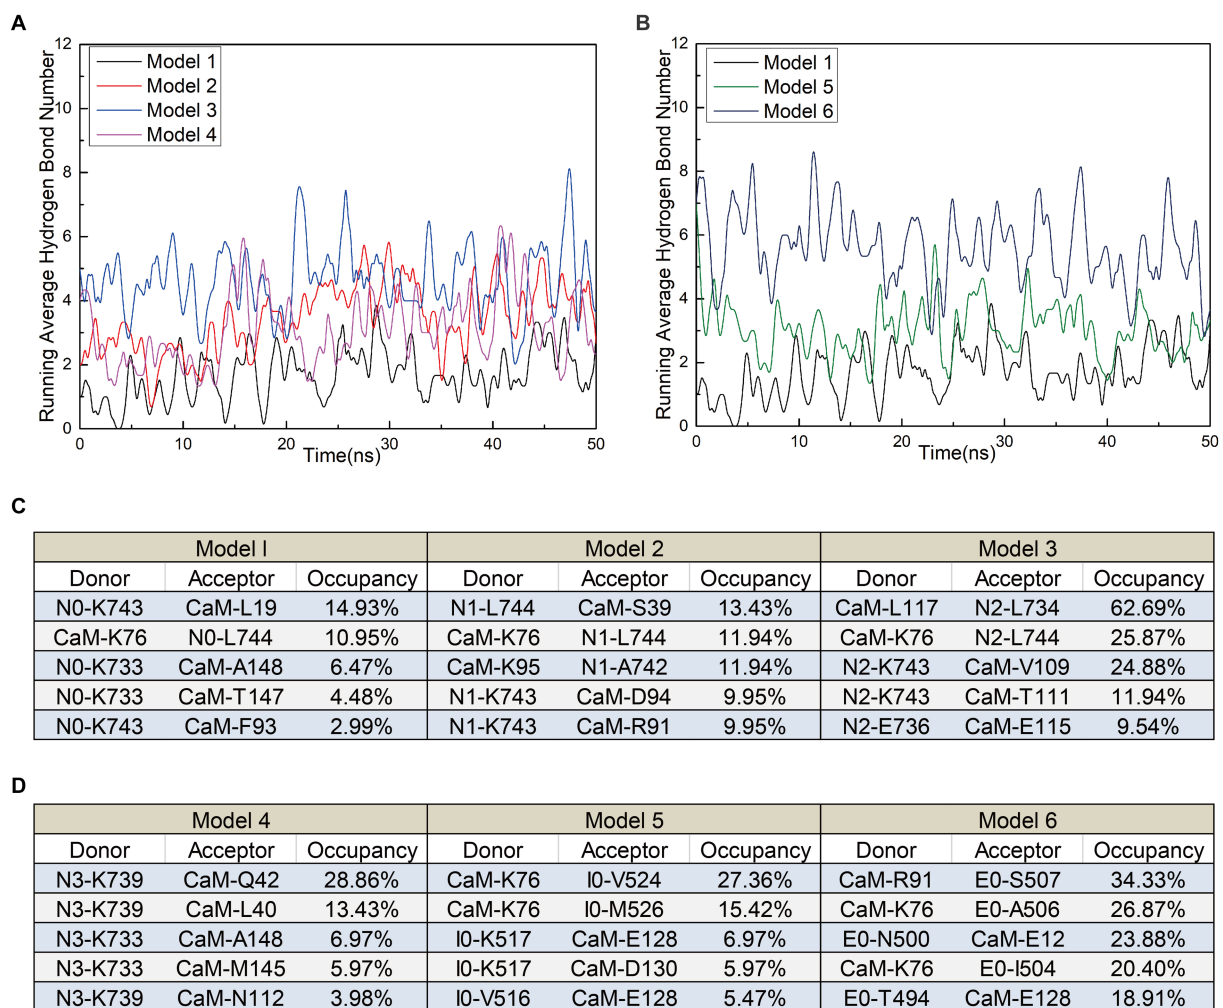 A
Running Average Hydrogen Bond Number
12
10
8
6
4
2
0
Model 1
Model 2
Model 3
Model 4
0 10 20 30 40 50
Time(ns)
B
Running Average Hydrogen Bond Number
12
10
8
6
4
2
0
Model 1
Model 5
Model 6
0 10 20 30 40 50
Time(ns)
C
Model I Model 2 Model 3
Donor Acceptor Occupancy Donor Acceptor Occupancy Donor Acceptor Occupancy
N0-K743 CaM-L19 14.93% N1-L744 CaM-S39 13.43% CaM-L117 N2-L734 62.69%
CaM-K76 N0-L744 10.95% CaM-K76 N1-L744 11.94% CaM-K76 N2-L744 25.87%
N0-K733 CaM-A148 6.47% CaM-K95 N1-A742 11.94% N2-K743 CaM-V109 24.88%
N0-K733 CaM-T147 4.48% N1-K743 CaM-D94 9.95% N2-K743 CaM-T111 11.94%
N0-K743 CaM-F93 2.99% N1-K743 CaM-R91 9.95% N2-E736 CaM-E115 9.54%
D
Model 4 Model 5 Model 6
Donor Acceptor Occupancy Donor Acceptor Occupancy Donor Acceptor Occupancy
N3-K739 CaM-Q42 28.86% CaM-K76 I0-V524 27.36% CaM-R91 E0-S507 34.33%
N3-K739 CaM-L40 13.43% CaM-K76 I0-M526 15.42% CaM-K76 E0-A506 26.87%
N3-K733 CaM-A148 6.97% I0-K517 CaM-E128 6.97% E0-N500 CaM-E12 23.88%
N3-K733 CaM-M145 5.97% I0-K517 CaM-D130 5.97% CaM-K76 E0-I504 20.40%
N3-K739 CaM-N112 3.98% I0-V516 CaM-E128 5.47% E0-T494 CaM-E128 18.91%